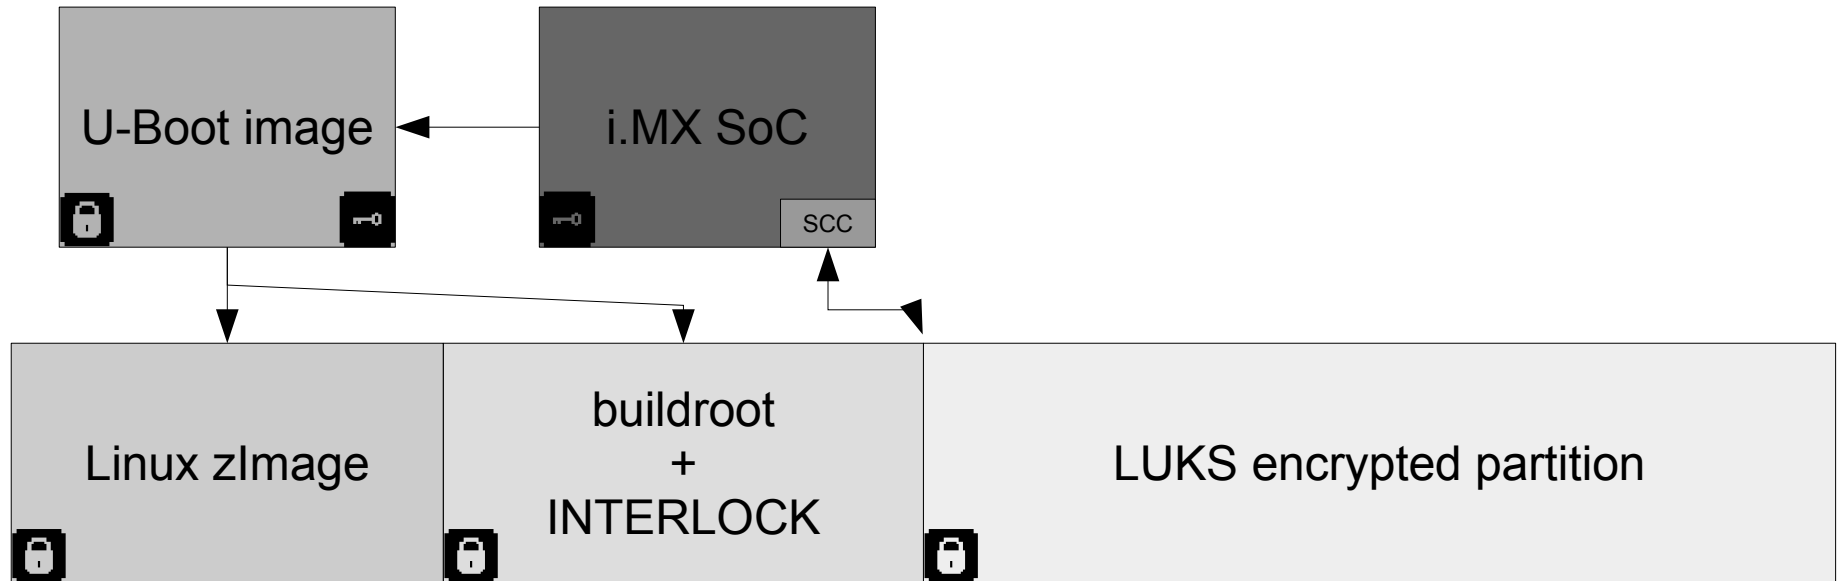 U-Boot image
i.MX SoC
SCC
Linux zImage
buildroot
+
INTERLOCK
LUKS encrypted partition